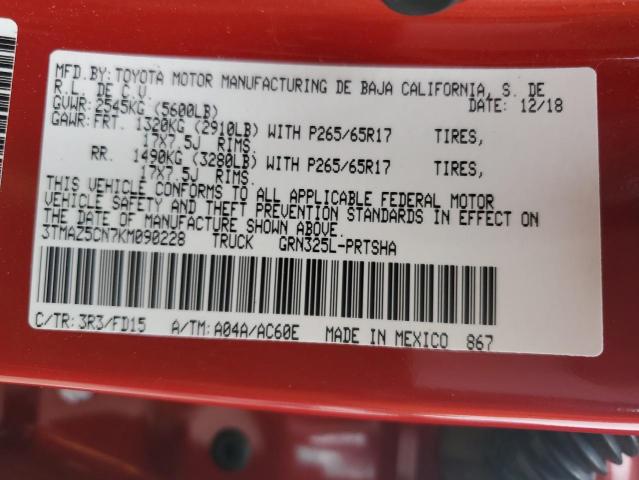 MFD.BY:TOYOTA MOTOR MANUFACTURING DE BAJA CALIFORNIA, S. DE
R.L. DE C.V. DATE: 12/18
GVWR: 2545KG (5600LB)
GAWR:FRT. 1320KG (2910LB) WITH P265/65R17 TIRES,
17X7.5J RIMS.
RR. 1490KG (3280LB) WITH P265/65R17 TIRES,
17X7.5J RIMS.
THIS VEHICLE CONFORMS TO ALL APPLICABLE FEDERAL MOTOR
VEHICLE SAFETY AND THEFT PREVENTION STANDARDS IN EFFECT ON
THE DATE OF MANUFACTURE SHOWN ABOVE.
3TMAZ5CN7KM090228 TRUCK GRN325L-PRTSHA
C/TR: 3R3/FD15 A/TM: A04A/AC60E MADE IN MEXICO 867